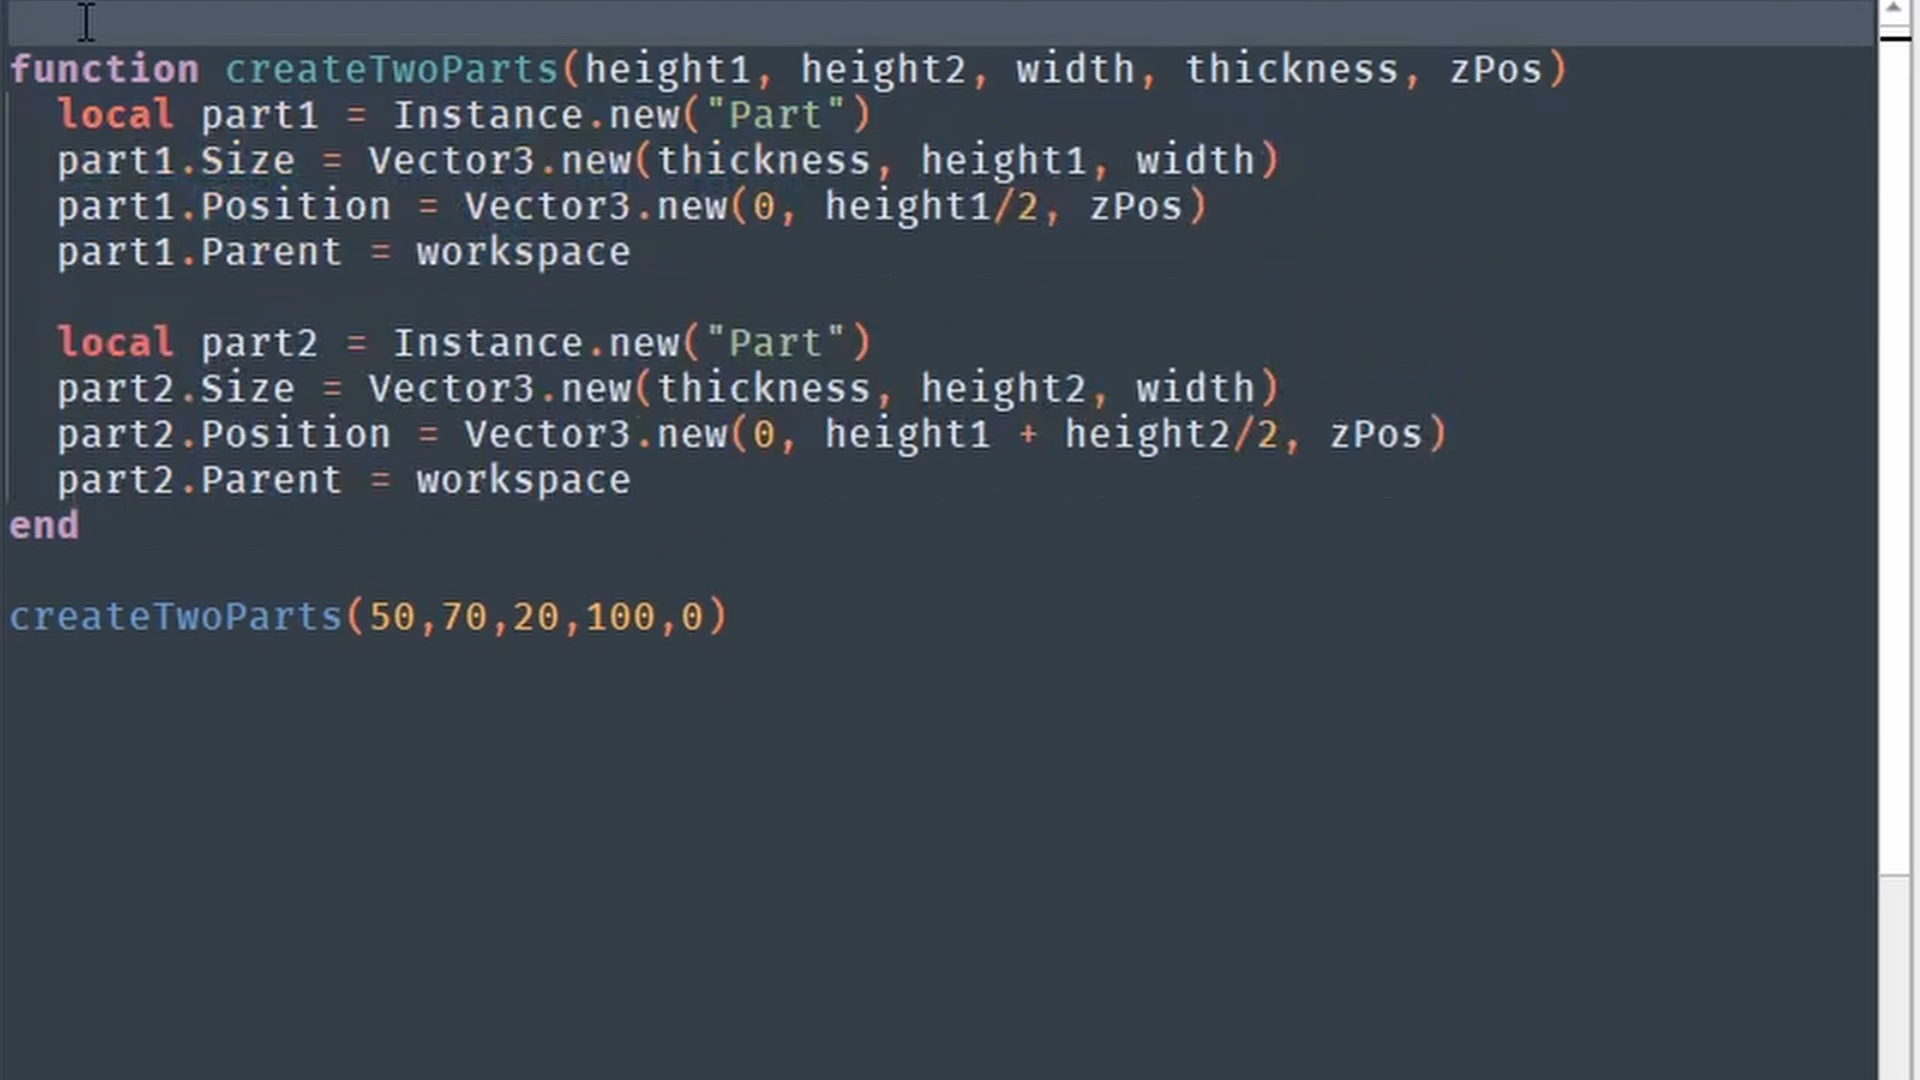 function createTwoParts(height1, height2, width, thickness, zPos)
  local part1 = Instance.new("Part")
  part1.Size = Vector3.new(thickness, height1, width)
  part1.Position = Vector3.new(0, height1/2, zPos)
  part1.Parent = workspace

  local part2 = Instance.new("Part")
  part2.Size = Vector3.new(thickness, height2, width)
  part2.Position = Vector3.new(0, height1 + height2/2, zPos)
  part2.Parent = workspace
end

createTwoParts(50,70,20,100,0)